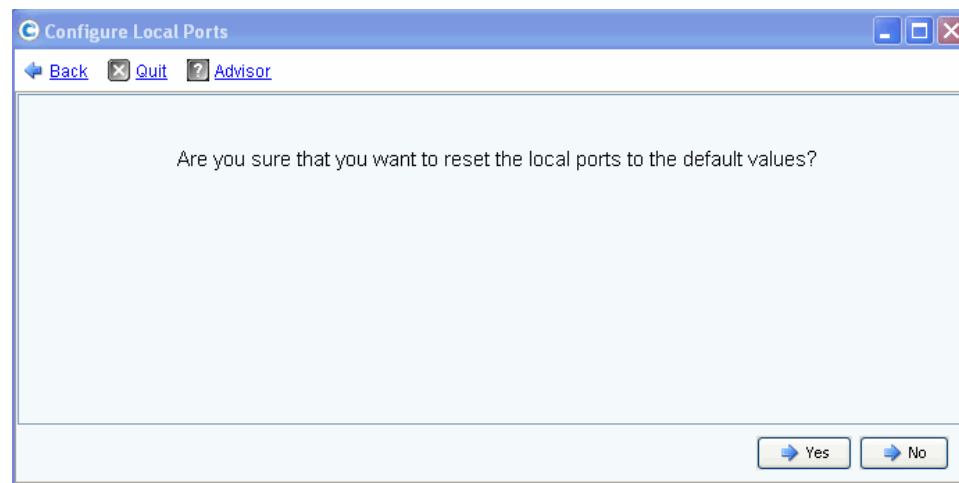 Configure Local Ports
Back Quit ? Advisor
Are you sure that you want to reset the local ports to the default values?
Yes No